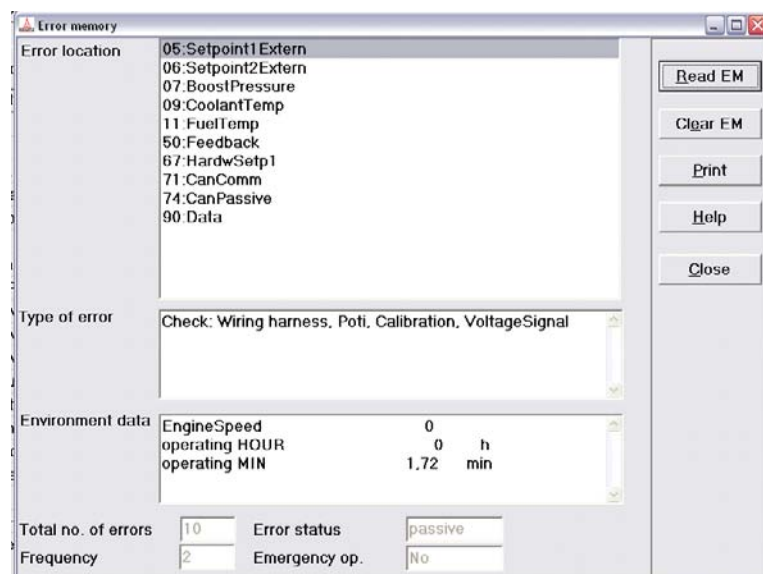 Error memory
Error location
05:Setpoint1Extern
06:Setpoint2Extern
07:BoostPressure
09:CoolantTemp
11:FuelTemp
50:Feedback
67:HardwSetp1
71:CanComm
74:CanPassive
90:Data
Read EM
Clear EM
Print
Help
Close
Type of error
Check: Wiring harness, Poti, Calibration, VoltageSignal
Environment data
EngineSpeed 0
operating HOUR 0 h
operating MIN 1,72 min
Total no. of errors 10 Error status passive
Frequency 2 Emergency op. No